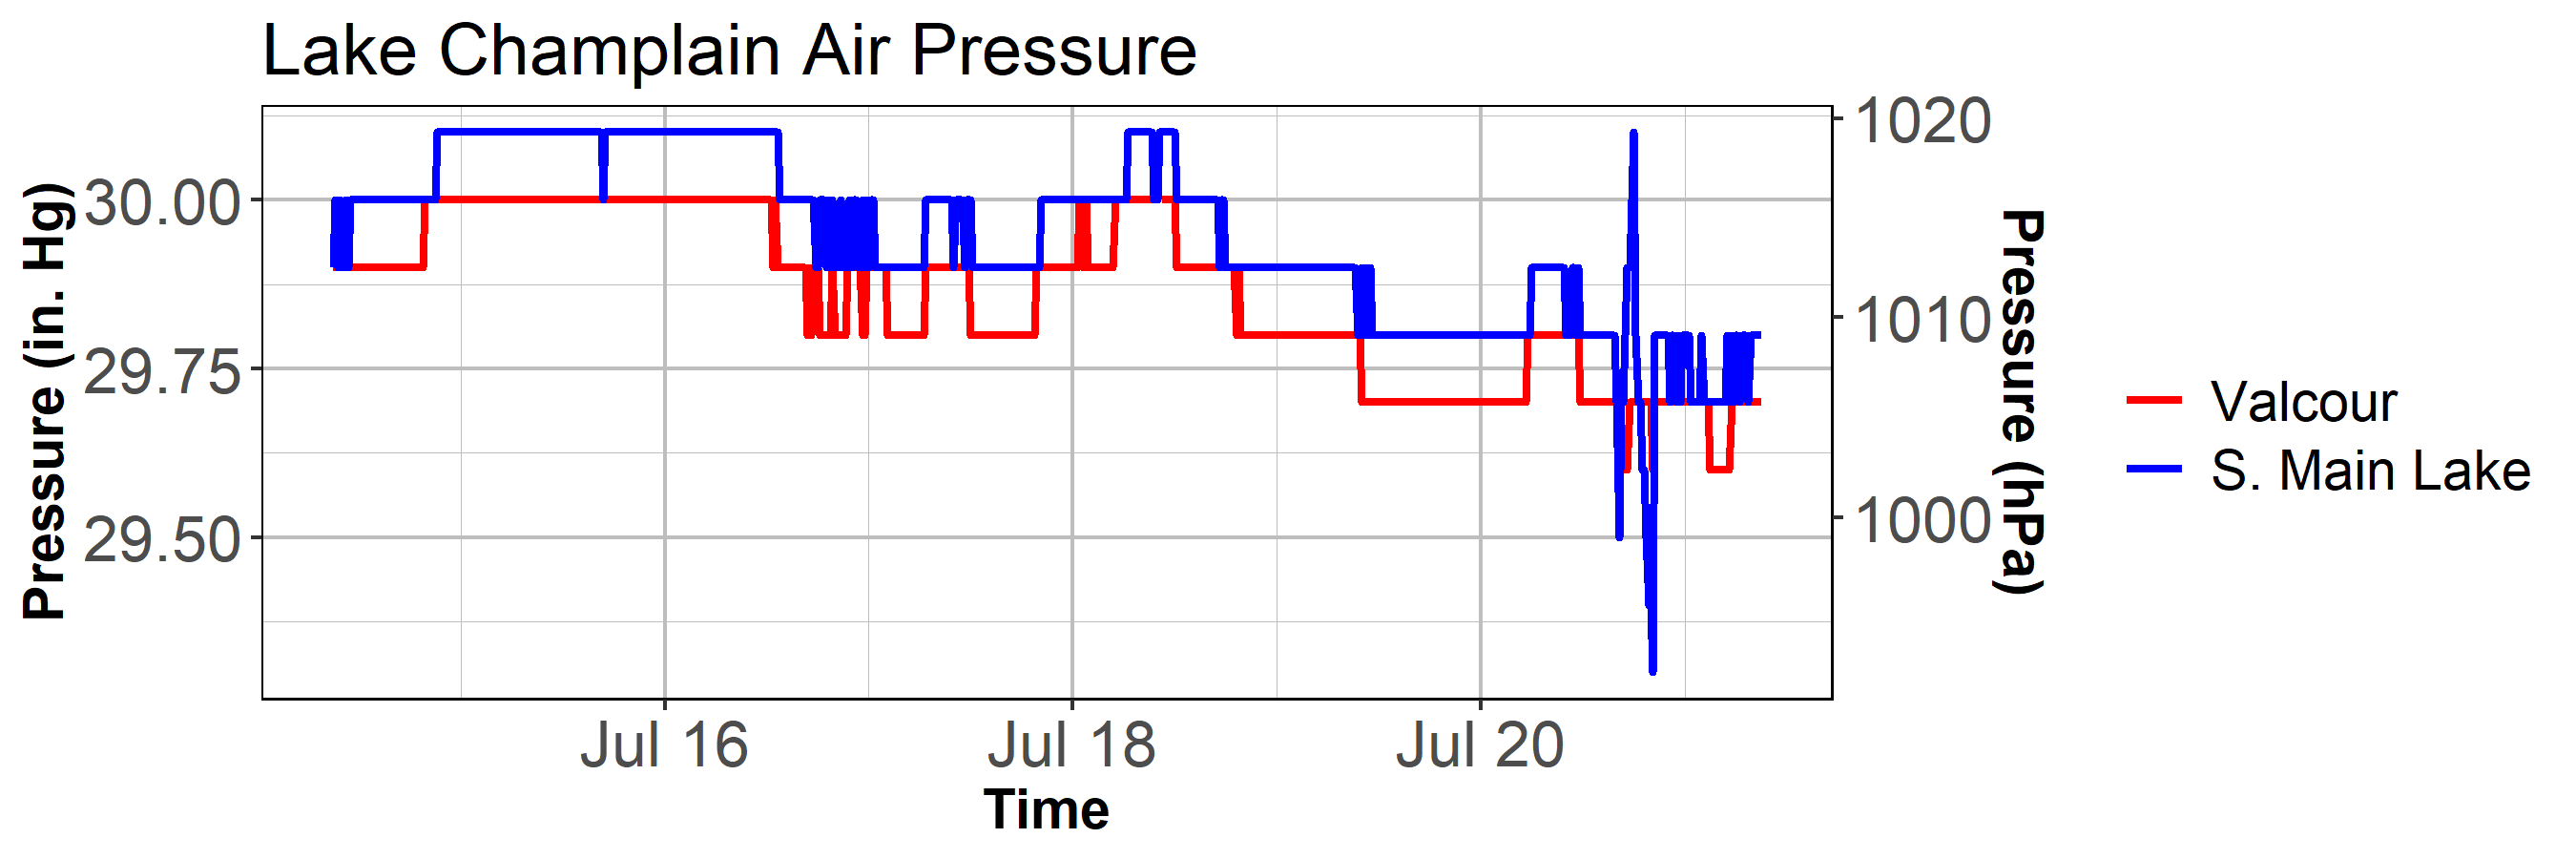 Lake Champlain Air Pressure
Pressure (in. Hg)
30.00
29.75
29.50
1020
1010
1000
Pressure (hPa)
Jul 16
Jul 18
Jul 20
Time
Valcour
S. Main Lake